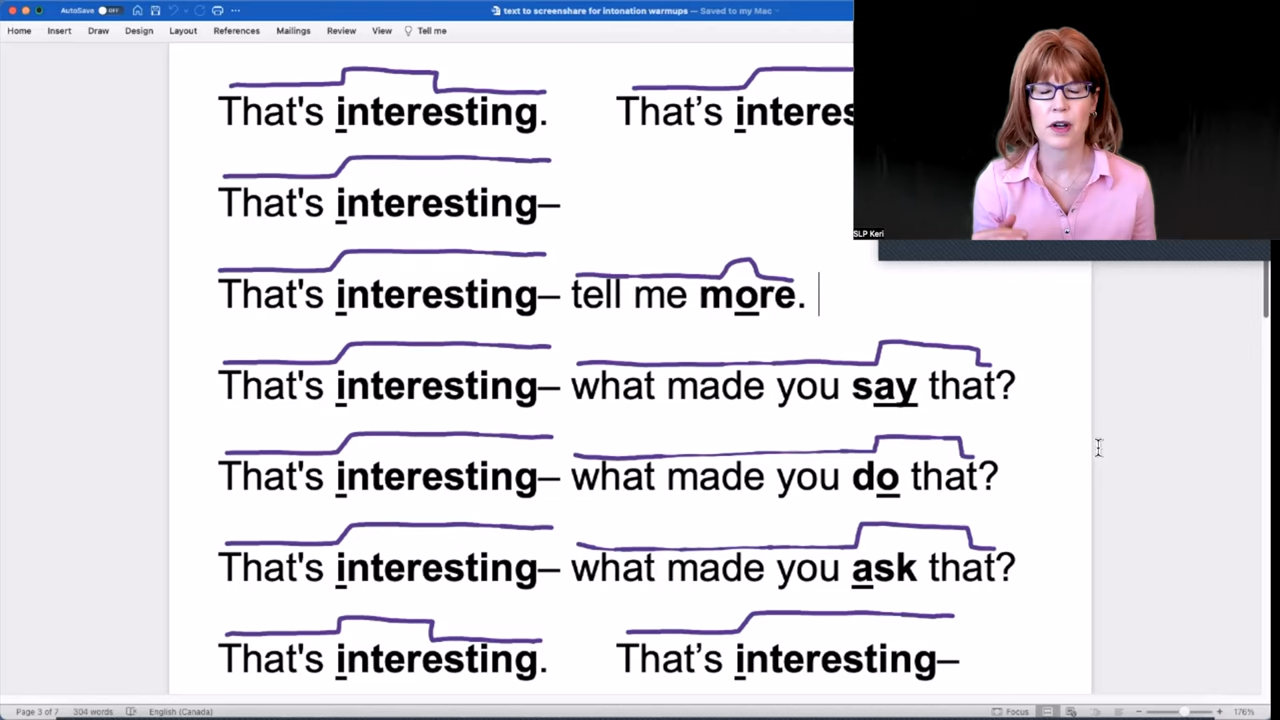 AutoSave OFF text to screenshare for intonation warmups — Saved to my Mac
Home Insert Draw Design Layout References Mailings Review View Tell me
That's interesting. That’s interes
That's interesting–
That's interesting– tell me more.
That's interesting– what made you say that?
That's interesting– what made you do that?
That's interesting– what made you ask that?
That's interesting. That’s interesting–
SLP Keri
Page 3 of 7 304 words English (Canada) Focus 176%